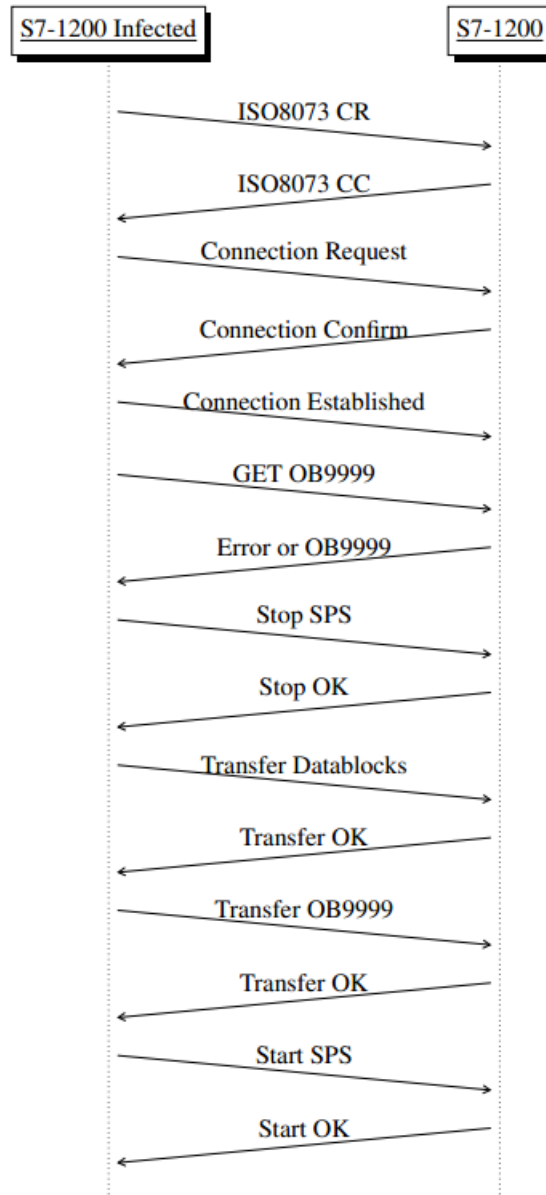 S7-1200 Infected
S7-1200
ISO8073 CR
ISO8073 CC
Connection Request
Connection Confirm
Connection Established
GET OB9999
Error or OB9999
Stop SPS
Stop OK
Transfer Datablocks
Transfer OK
Transfer OB9999
Transfer OK
Start SPS
Start OK